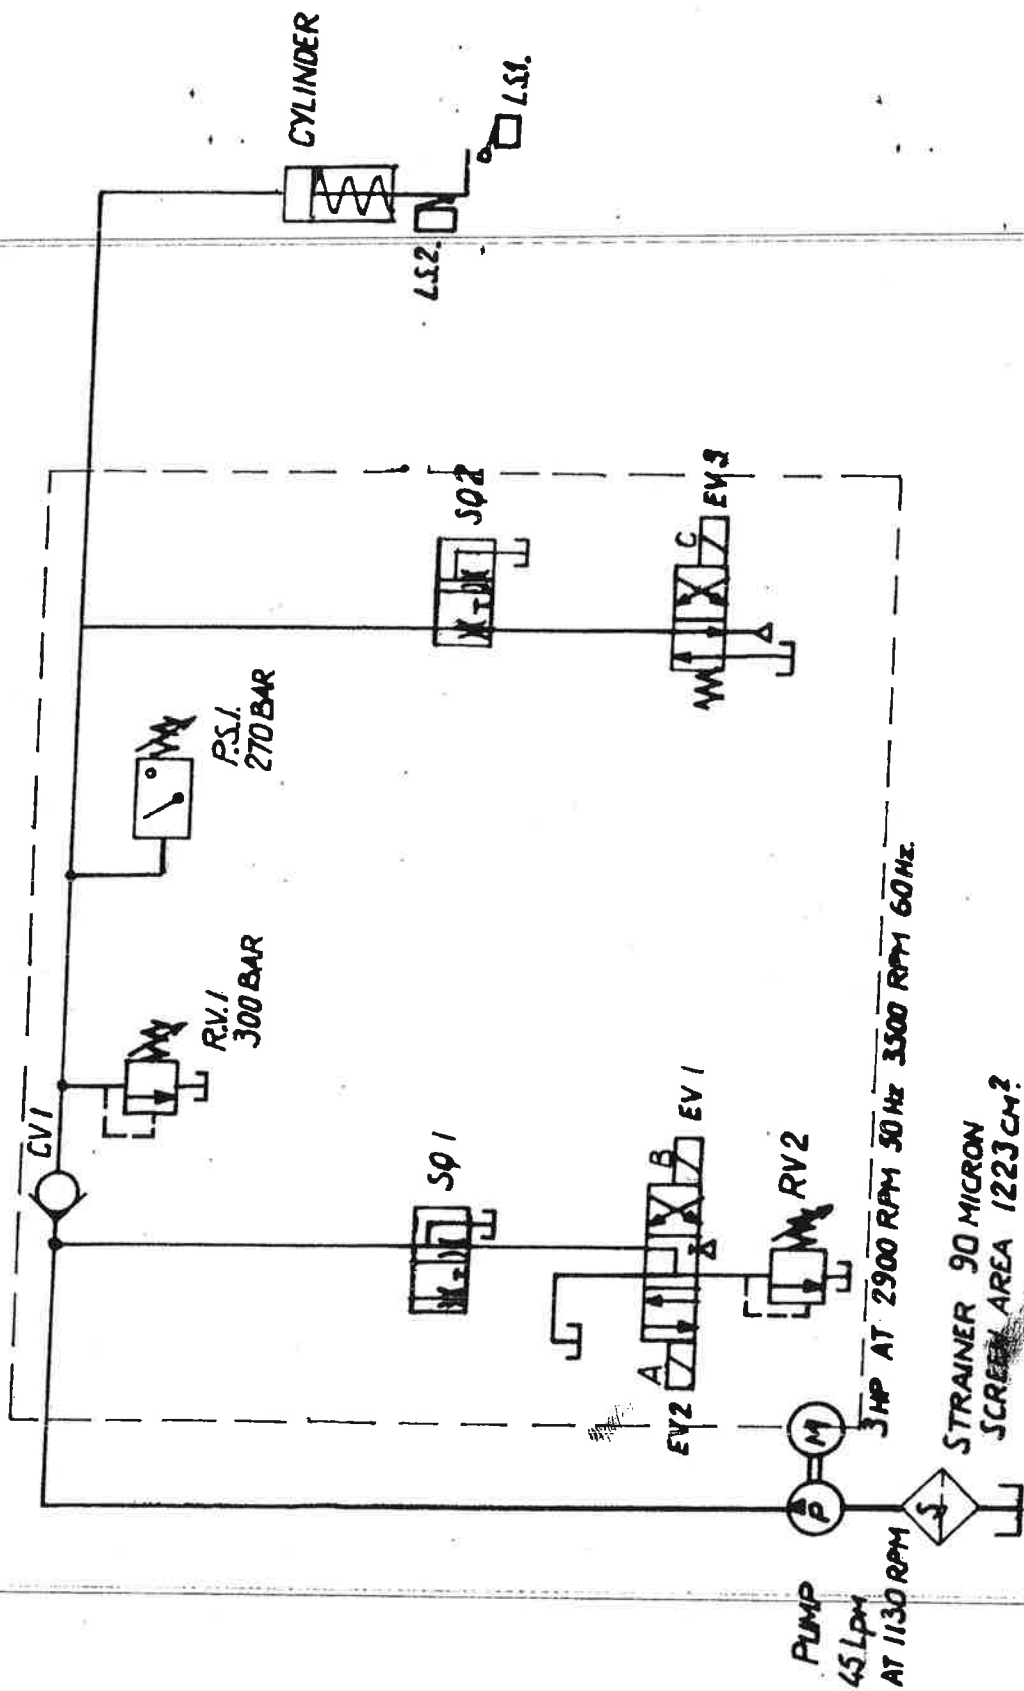 CYLINDER
LS1.
LS2.
SQ2
C
EV3
P.S.1.
270 BAR
R.V.1
300 BAR
CV1
SQ1
B
EV1
A
EV2
RV2
M
3 HP AT 2900 RPM 50 Hz 3500 RPM 60 Hz.
P
S
PUMP
45 LPM
AT 1130 RPM
STRAINER 90 MICRON
SCREEN AREA 1223 CM²